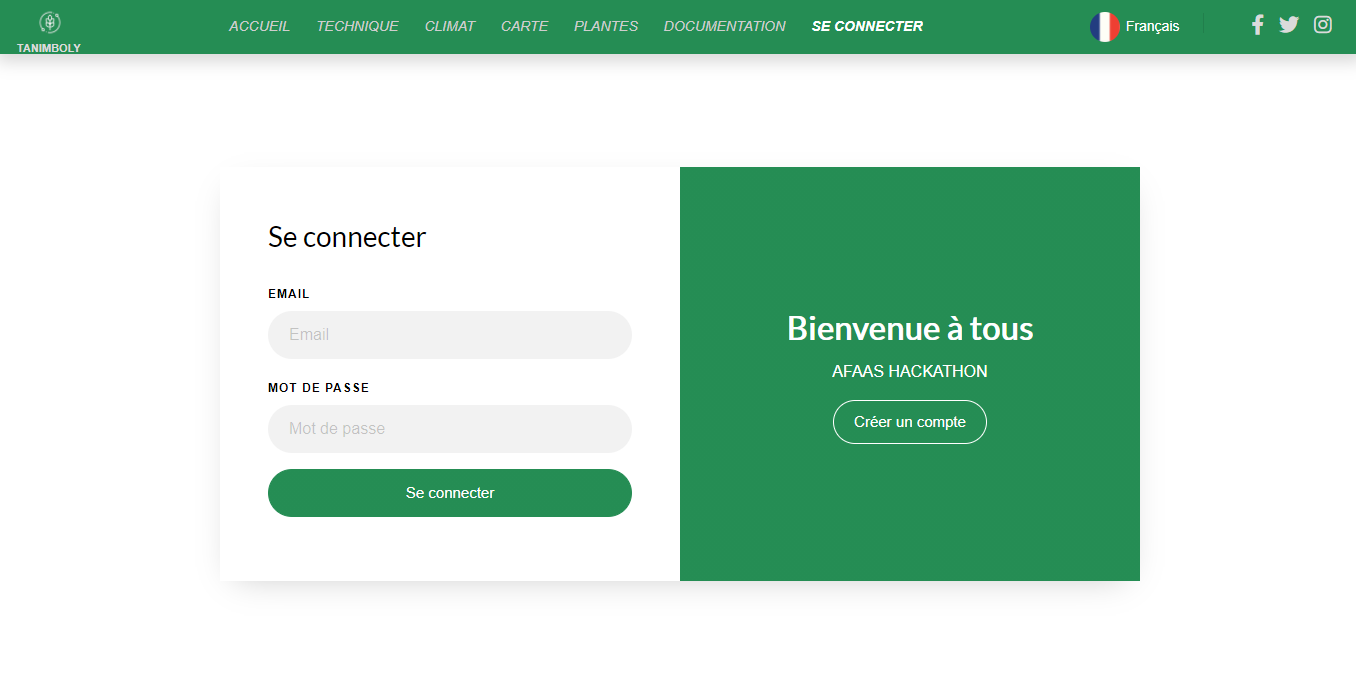 TANIMBOLY
ACCUEIL TECHNIQUE CLIMAT CARTE PLANTES DOCUMENTATION SE CONNECTER Français
Se connecter
EMAIL
Email
MOT DE PASSE
Mot de passe
Se connecter
Bienvenue à tous
AFAAS HACKATHON
Créer un compte